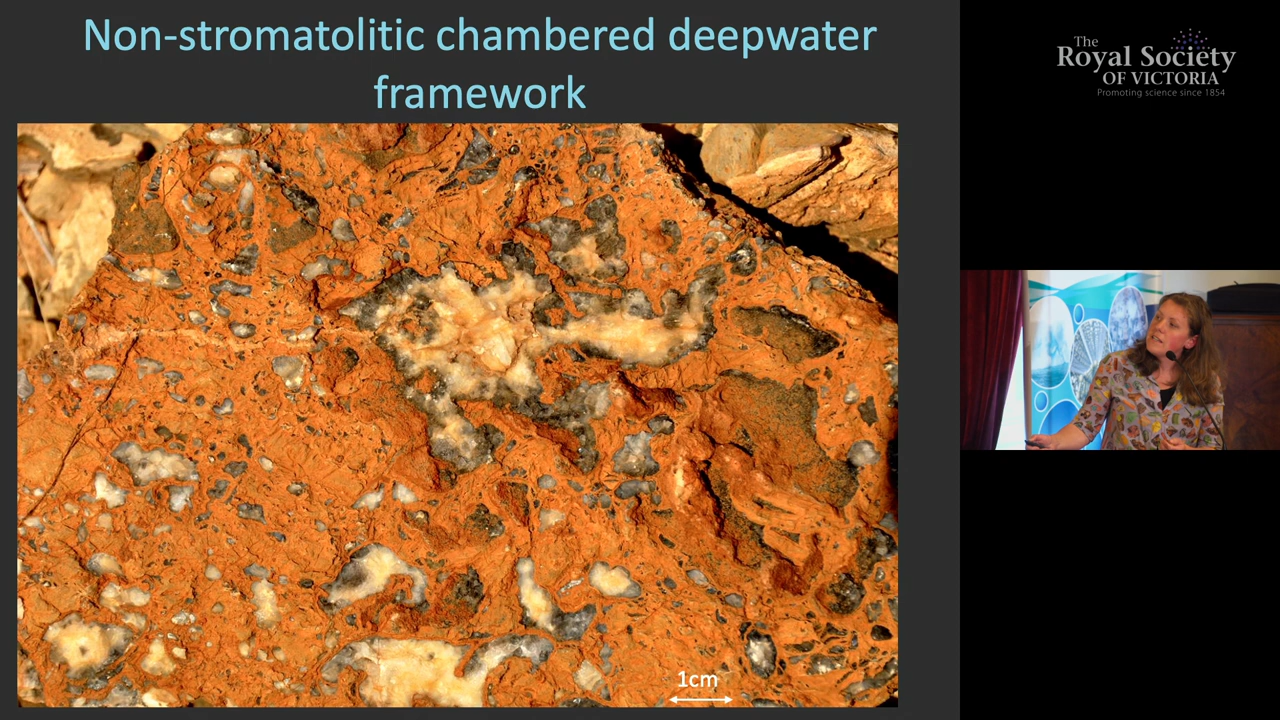 Non-stromatolitic chambered deepwater
framework
1cm
The
Royal Society
OF VICTORIA
Promoting science since 1854